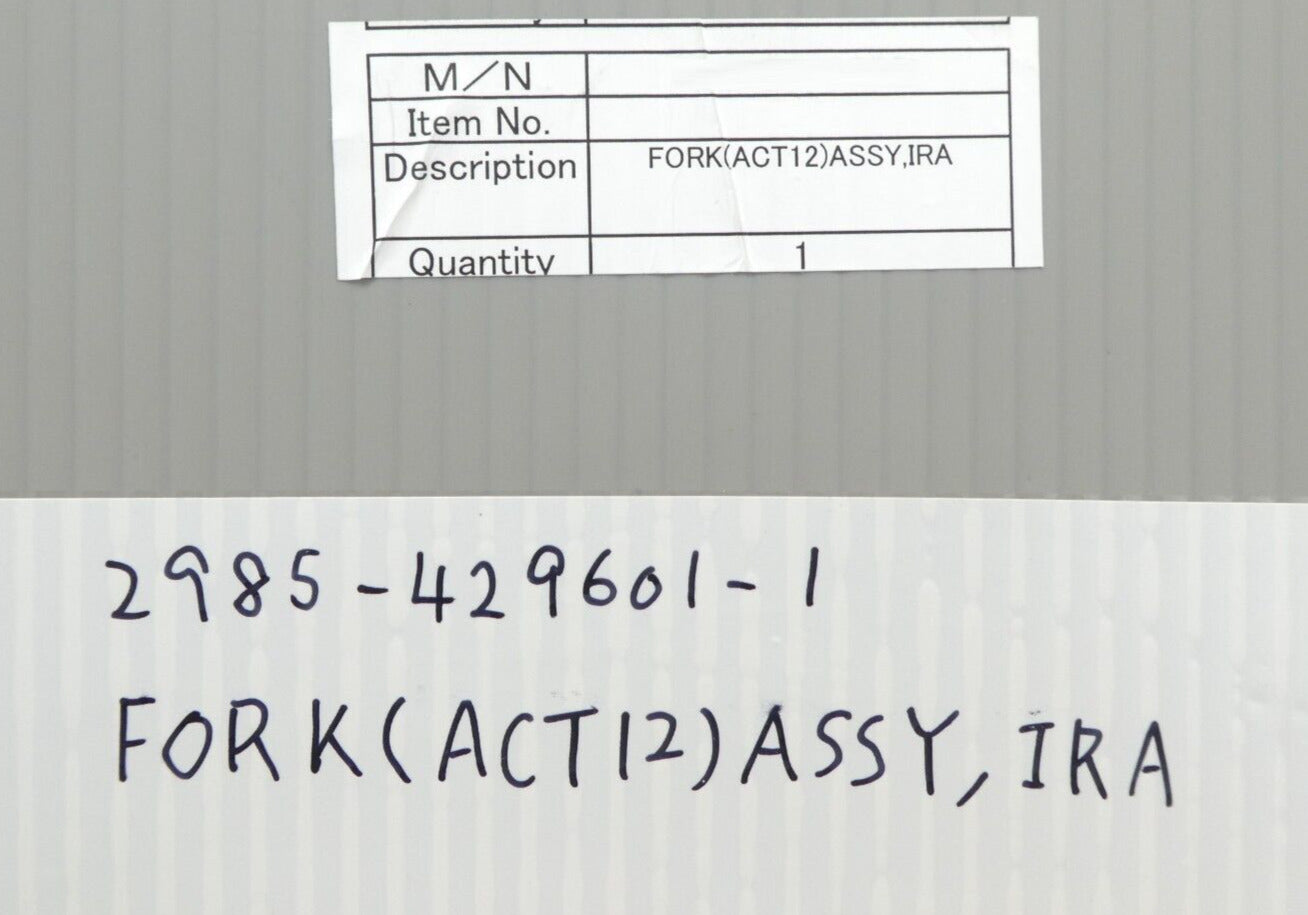 M／N
Item No.
Description FORK(ACT12)ASSY,IRA
Quantity 1
2985-429601-1
FORK(ACT12)ASSY,IRA